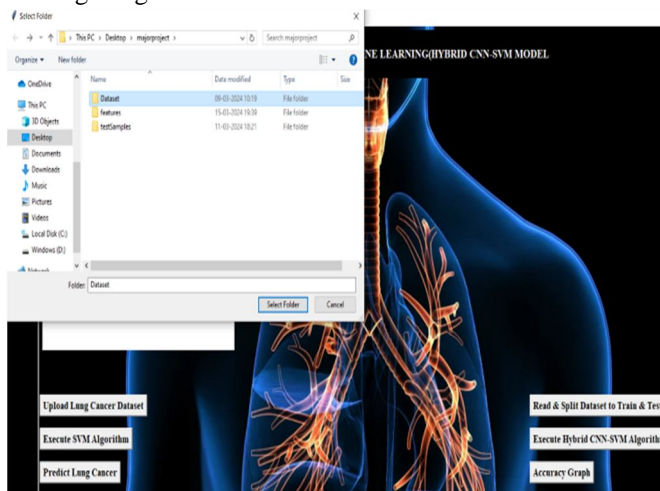 Select Folder
This PC > Desktop > majorproject >
Search majorproject
Organize
New folder
Name
Date modified
Type
Size
OneDrive
This PC
3D Objects
Desktop
Documents
Downloads
Music
Pictures
Videos
Local Disk (C:)
Windows (D:)
Network
Dataset 09-03-2024 10:19 File folder
features 15-03-2024 19:39 File folder
testSamples 11-03-2024 18:21 File folder
Folder: Dataset
Select Folder
Cancel
NE LEARNING(HYBRID CNN-SVM MODEL
Upload Lung Cancer Dataset
Read & Split Dataset to Train & Test
Execute SVM Algorithm
Execute Hybrid CNN-SVM Algorithm
Predict Lung Cancer
Accuracy Graph